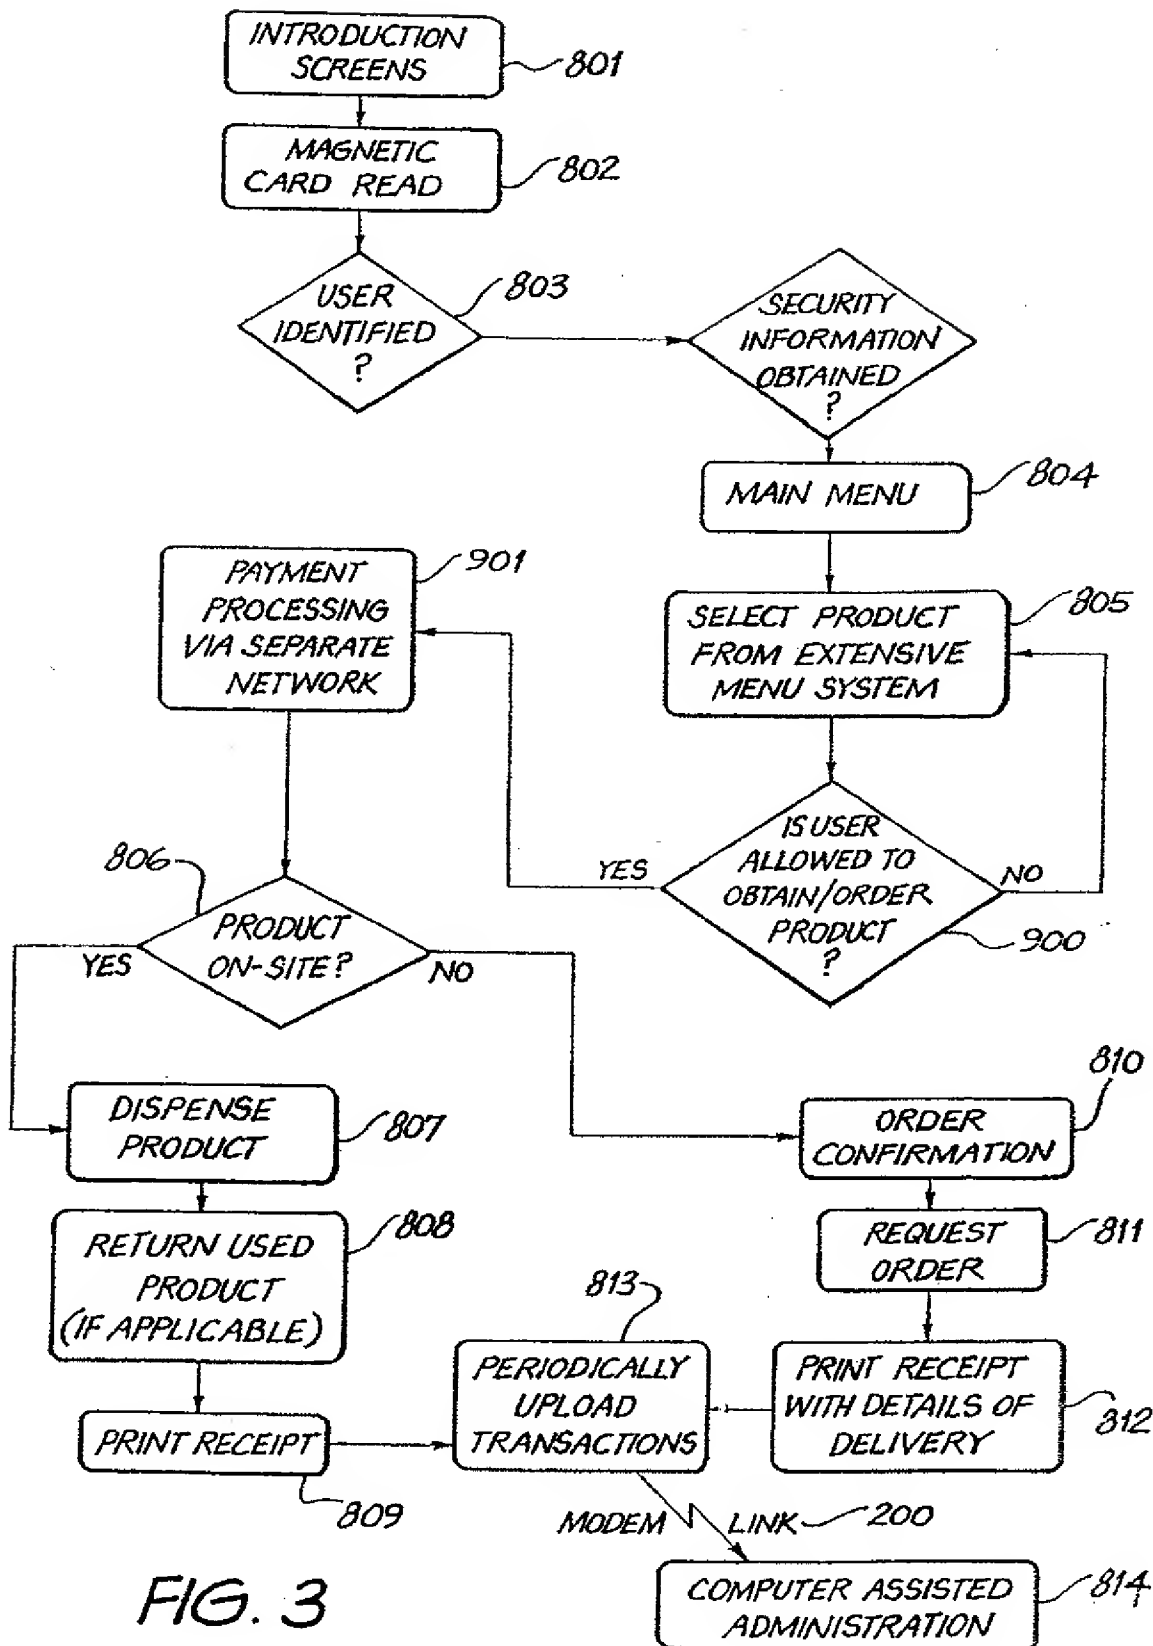 INTRODUCTION
SCREENS
801
MAGNETIC
CARD READ
802
USER
IDENTIFIED
?
803
SECURITY
INFORMATION
OBTAINED
?
MAIN MENU
804
PAYMENT
PROCESSING
VIA SEPARATE
NETWORK
901
SELECT PRODUCT
FROM EXTENSIVE
MENU SYSTEM
805
IS USER
ALLOWED TO
OBTAIN/ORDER
PRODUCT
?
YES
NO
900
806
PRODUCT
ON-SITE?
YES
NO
DISPENSE
PRODUCT
807
RETURN USED
PRODUCT
(IF APPLICABLE)
808
PRINT RECEIPT
809
810
ORDER
CONFIRMATION
REQUEST
ORDER
811
PRINT RECEIPT
WITH DETAILS OF
DELIVERY
812
813
PERIODICALLY
UPLOAD
TRANSACTIONS
MODEM LINK 200
COMPUTER ASSISTED
ADMINISTRATION
814
FIG. 3